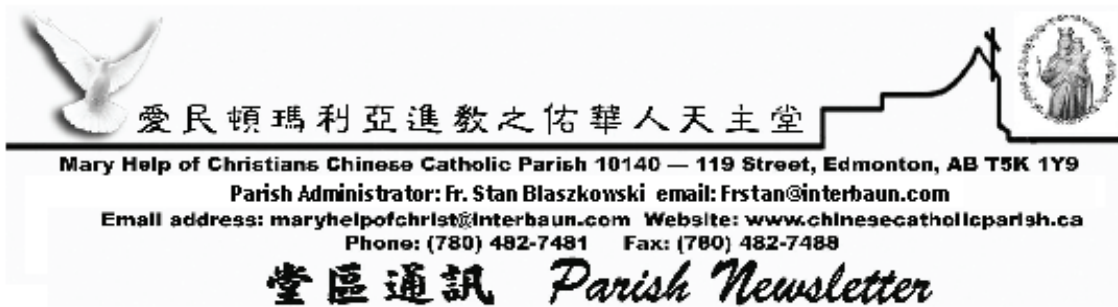 愛民頓瑪利亞進教之佑華人天主堂
Mary Help of Christians Chinese Catholic Parish 10140 — 119 Street, Edmonton, AB T5K 1Y9
Parish Administrator: Fr. Stan Blaszkowski email: Frstan@interbaun.com
Email address: maryhelpofchrist@interbaun.com Website: www.chinesecatholicparish.ca
Phone: (780) 482-7481 Fax: (780) 482-7488
堂區通訊 Parish Newsletter